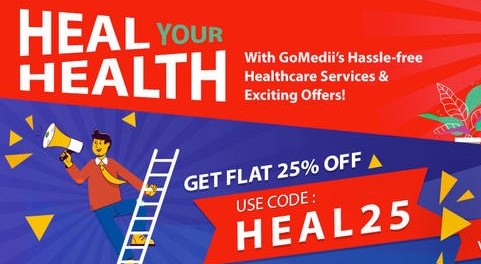 HEAL YOUR
HEALTH
With GoMedii's Hassle-free
Healthcare Services &
Exciting Offers!
GET FLAT 25% OFF
USE CODE :
HEAL25